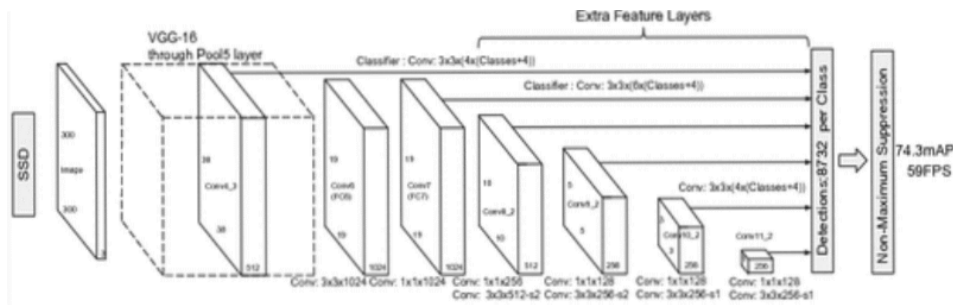 Extra Feature Layers
VGG-16
through Pool5 layer
Classifier : Conv: 3x3x(4x(Classes+4))
Classifier : Conv: 3x3x(6x(Classes+4))
SSD
300
Image
300
3
38
Conv4_3
38
512
19
Conv6
(FC6)
19
1024
19
Conv7
(FC7)
19
1024
10
Conv8_2
10
512
5
Conv9_2
5
256
Conv: 3x3x(4x(Classes+4))
3
Conv10_2
3
256
Conv11_2
256
Detections:8732 per Class
Non-Maximum Suppression
74.3mAP
59FPS
Conv: 3x3x1024
Conv: 1x1x1024
Conv: 1x1x256
Conv: 3x3x512-s2
Conv: 1x1x128
Conv: 3x3x256-s2
Conv: 1x1x128
Conv: 3x3x256-s1
Conv: 1x1x128
Conv: 3x3x256-s1